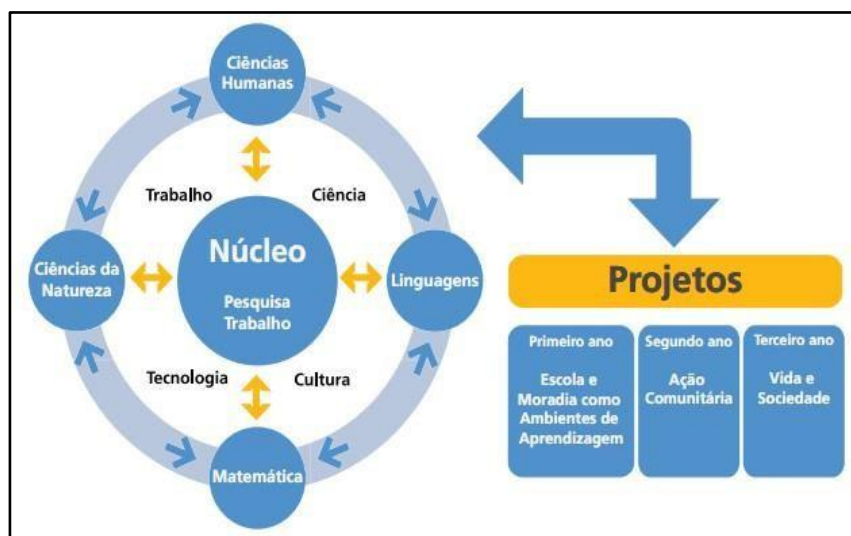 Ciências
Humanas
Trabalho
Ciência
Ciências da
Natureza
Núcleo
Pesquisa
Trabalho
Linguagens
Tecnologia
Cultura
Matemática
Projetos
Primeiro ano
Escola e
Moradia como
Ambientes de
Aprendizagem
Segundo ano
Ação
Comunitária
Terceiro ano
Vida e
Sociedade